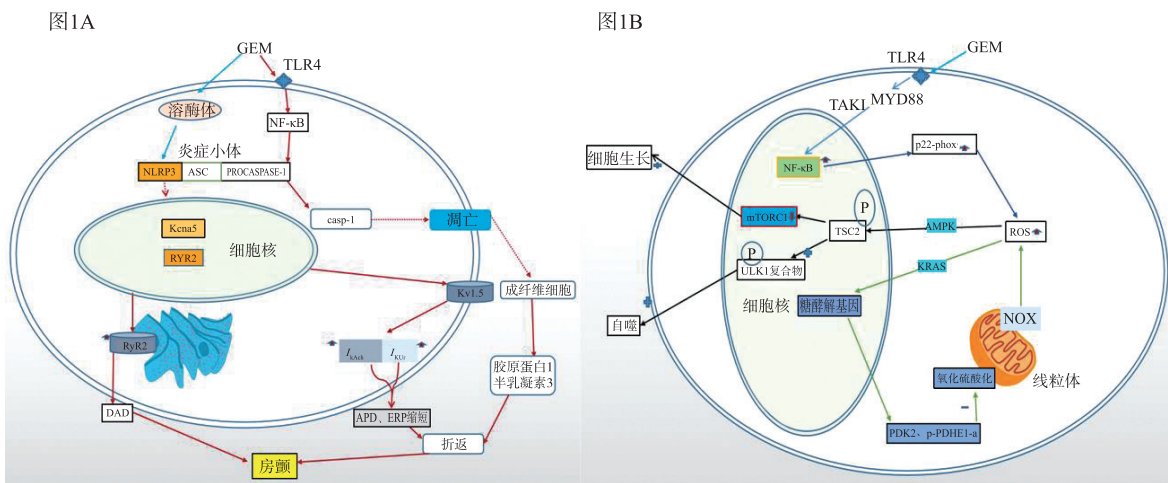 图1A
GEM
TLR4
溶酶体
NF-κB
炎症小体
NLRP3
ASC
PROCASPASE-1
casp-1
凋亡
Kcna5
RYR2
细胞核
Kv1.5
成纤维细胞
RyR2
IkAch
IKUr
胶原蛋白1
半乳凝素3
DAD
APD、ERP缩短
折返
房颤
图1B
GEM
TLR4
MYD88
TAKI
细胞生长
NF-κB
p22-phox
P
mTORC1
TSC2
AMPK
ROS
P
ULK1复合物
KRAS
细胞核
糖酵解基因
NOX
自噬
线粒体
氧化硫酸化
PDK2、p-PDHE1-a